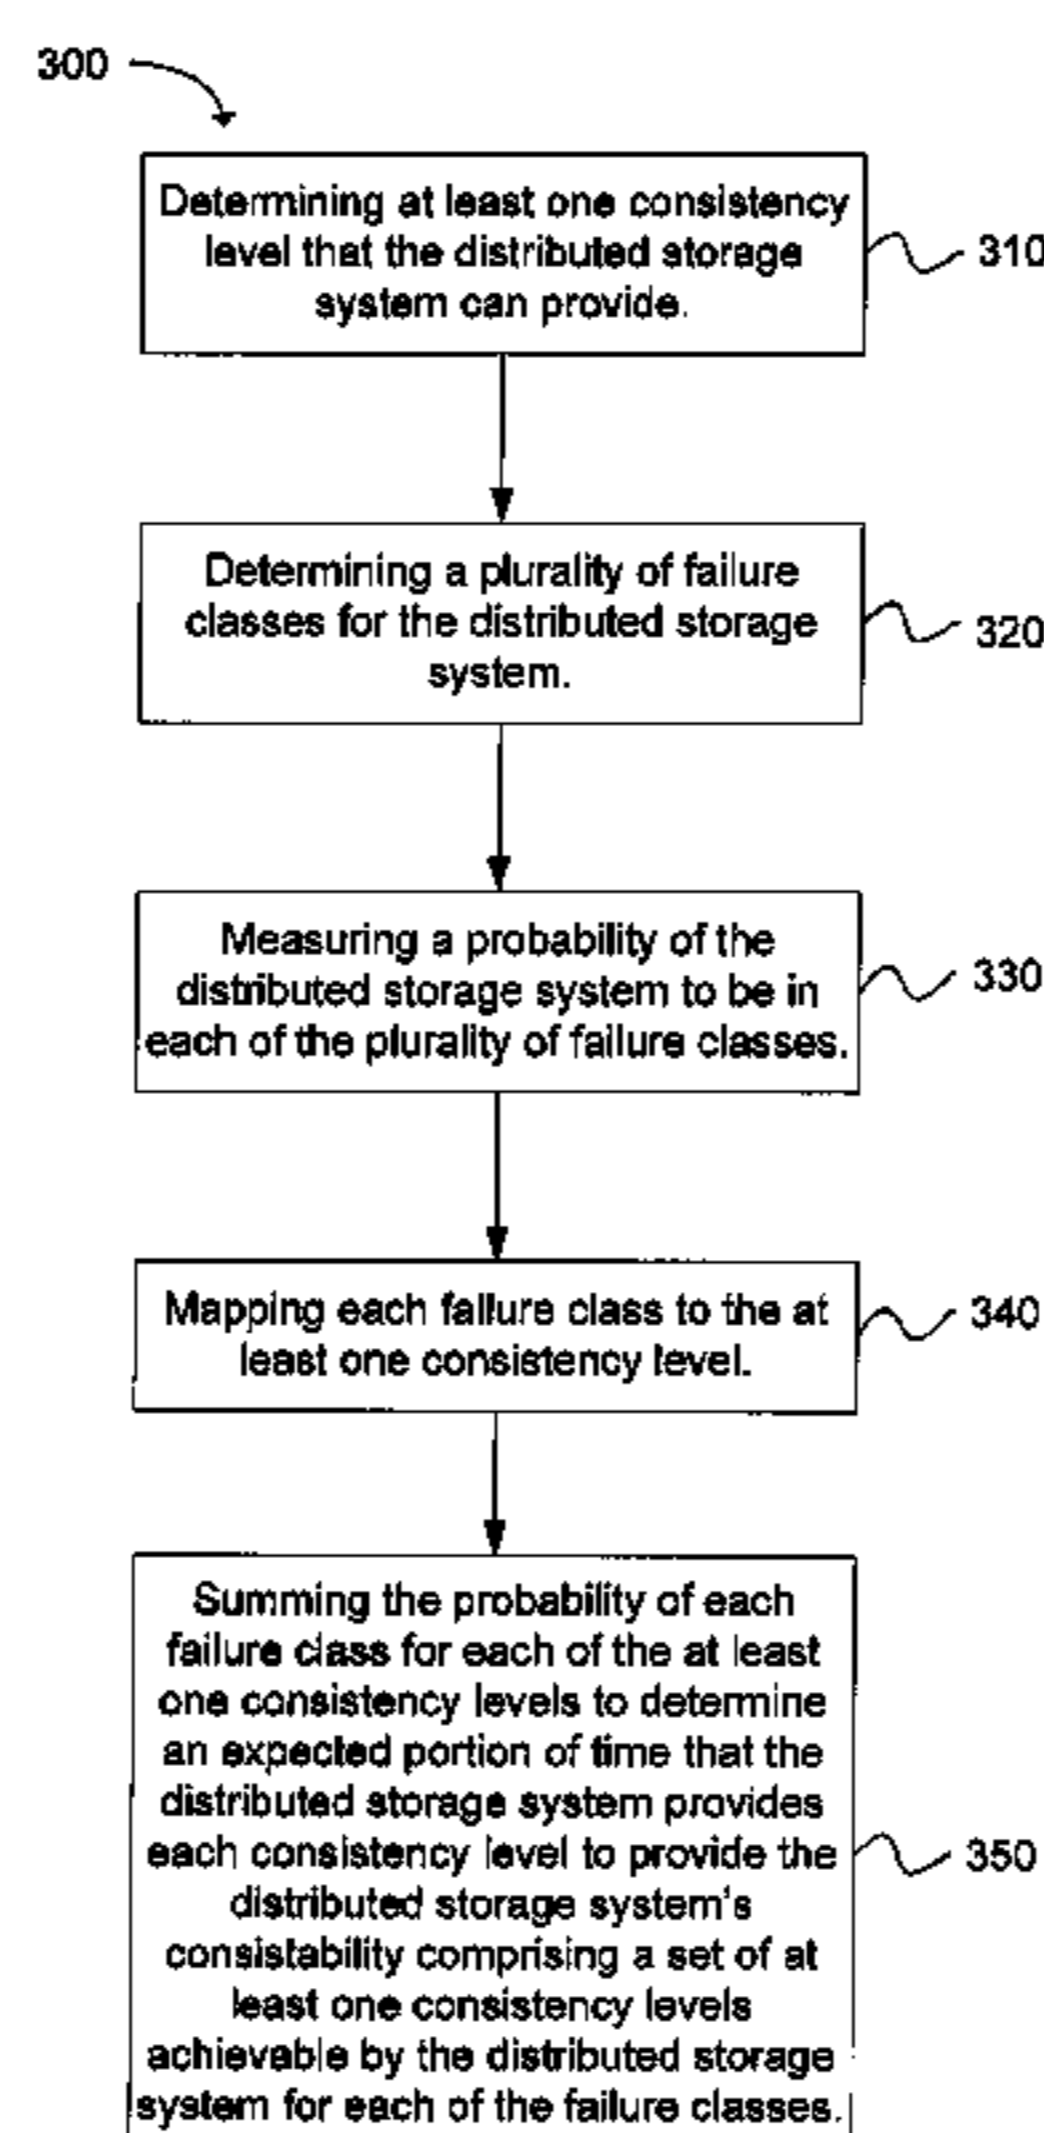 300
Determining at least one consistency
level that the distributed storage
system can provide.
310
Determining a plurality of failure
classes for the distributed storage
system.
320
Measuring a probability of the
distributed storage system to be in
each of the plurality of failure classes.
330
Mapping each failure class to the at
least one consistency level.
340
Summing the probability of each
failure class for each of the at least
one consistency levels to determine
an expected portion of time that the
distributed storage system provides
each consistency level to provide the
distributed storage system's
consistability comprising a set of at
least one consistency levels
achievable by the distributed storage
system for each of the failure classes.
350